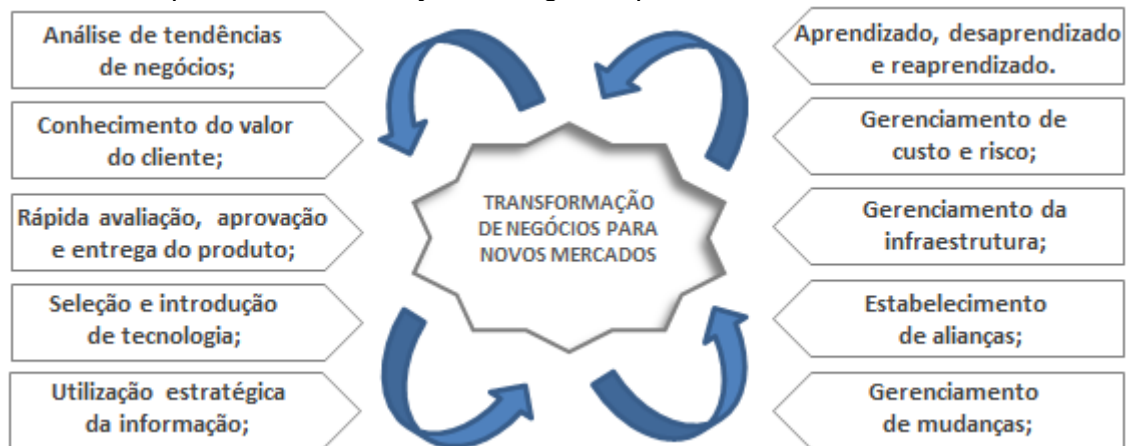 Análise de tendências
de negócios;
Conhecimento do valor
do cliente;
Rápida avaliação, aprovação
e entrega do produto;
Seleção e introdução
de tecnologia;
Utilização estratégica
da informação;
TRANSFORMAÇÃO
DE NEGÓCIOS PARA
NOVOS MERCADOS
Aprendizado, desaprendizado
e reaprendizado.
Gerenciamento de
custo e risco;
Gerenciamento da
infraestrutura;
Estabelecimento
de alianças;
Gerenciamento
de mudanças;